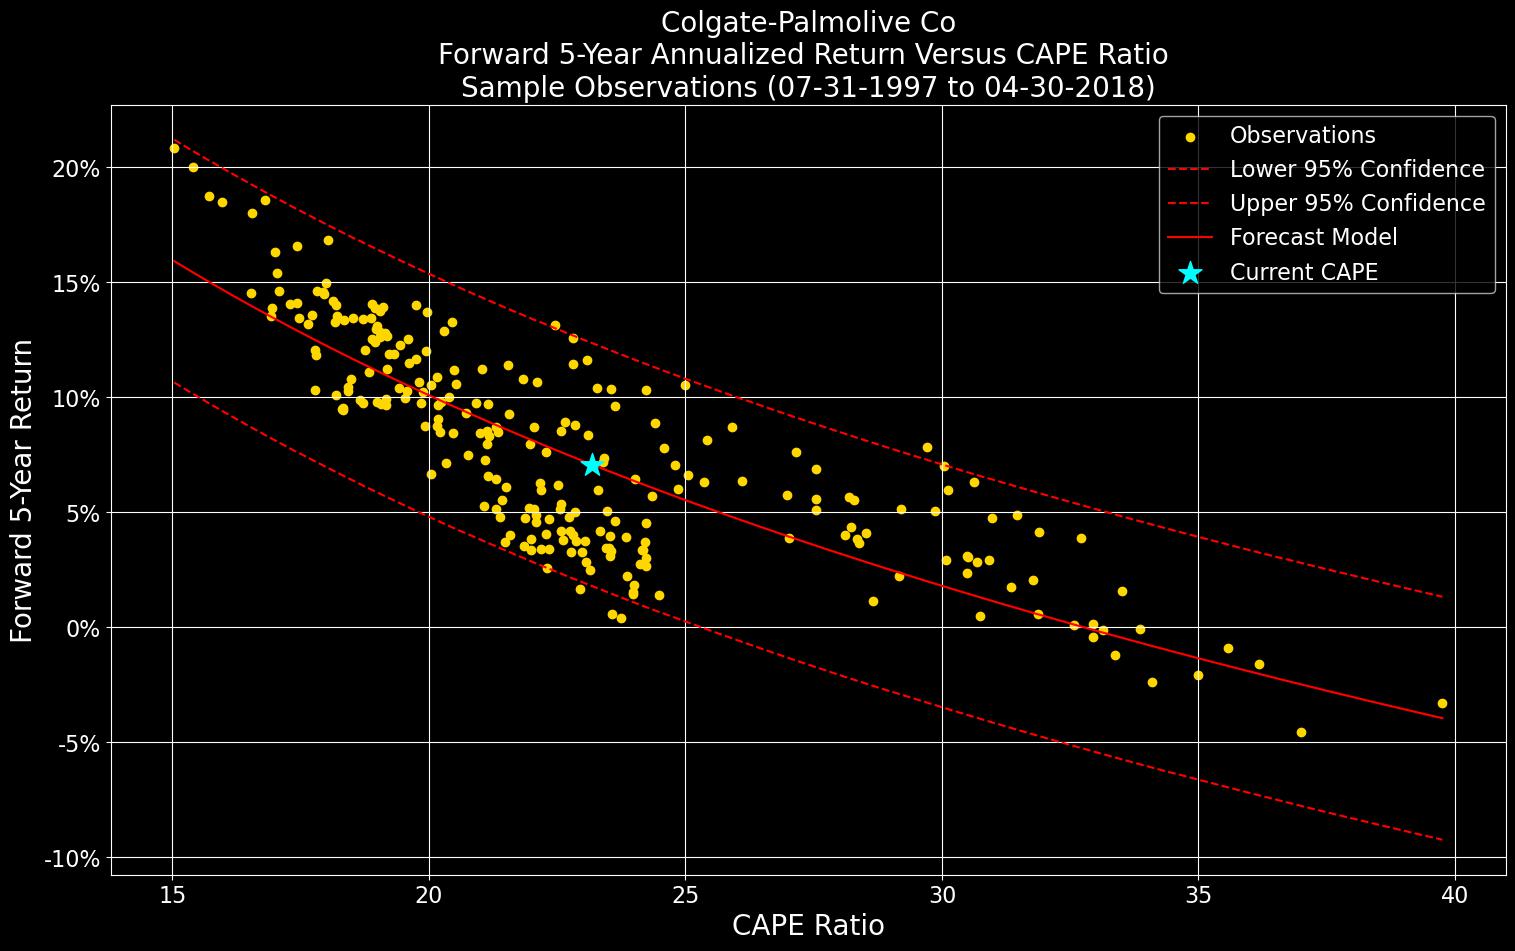 Colgate-Palmolive Co
Forward 5-Year Annualized Return Versus CAPE Ratio
Sample Observations (07-31-1997 to 04-30-2018)
Observations
Lower 95% Confidence
Upper 95% Confidence
Forecast Model
Current CAPE
Forward 5-Year Return
20%
15%
10%
5%
0%
-5%
-10%
15 20 25 30 35 40
CAPE Ratio